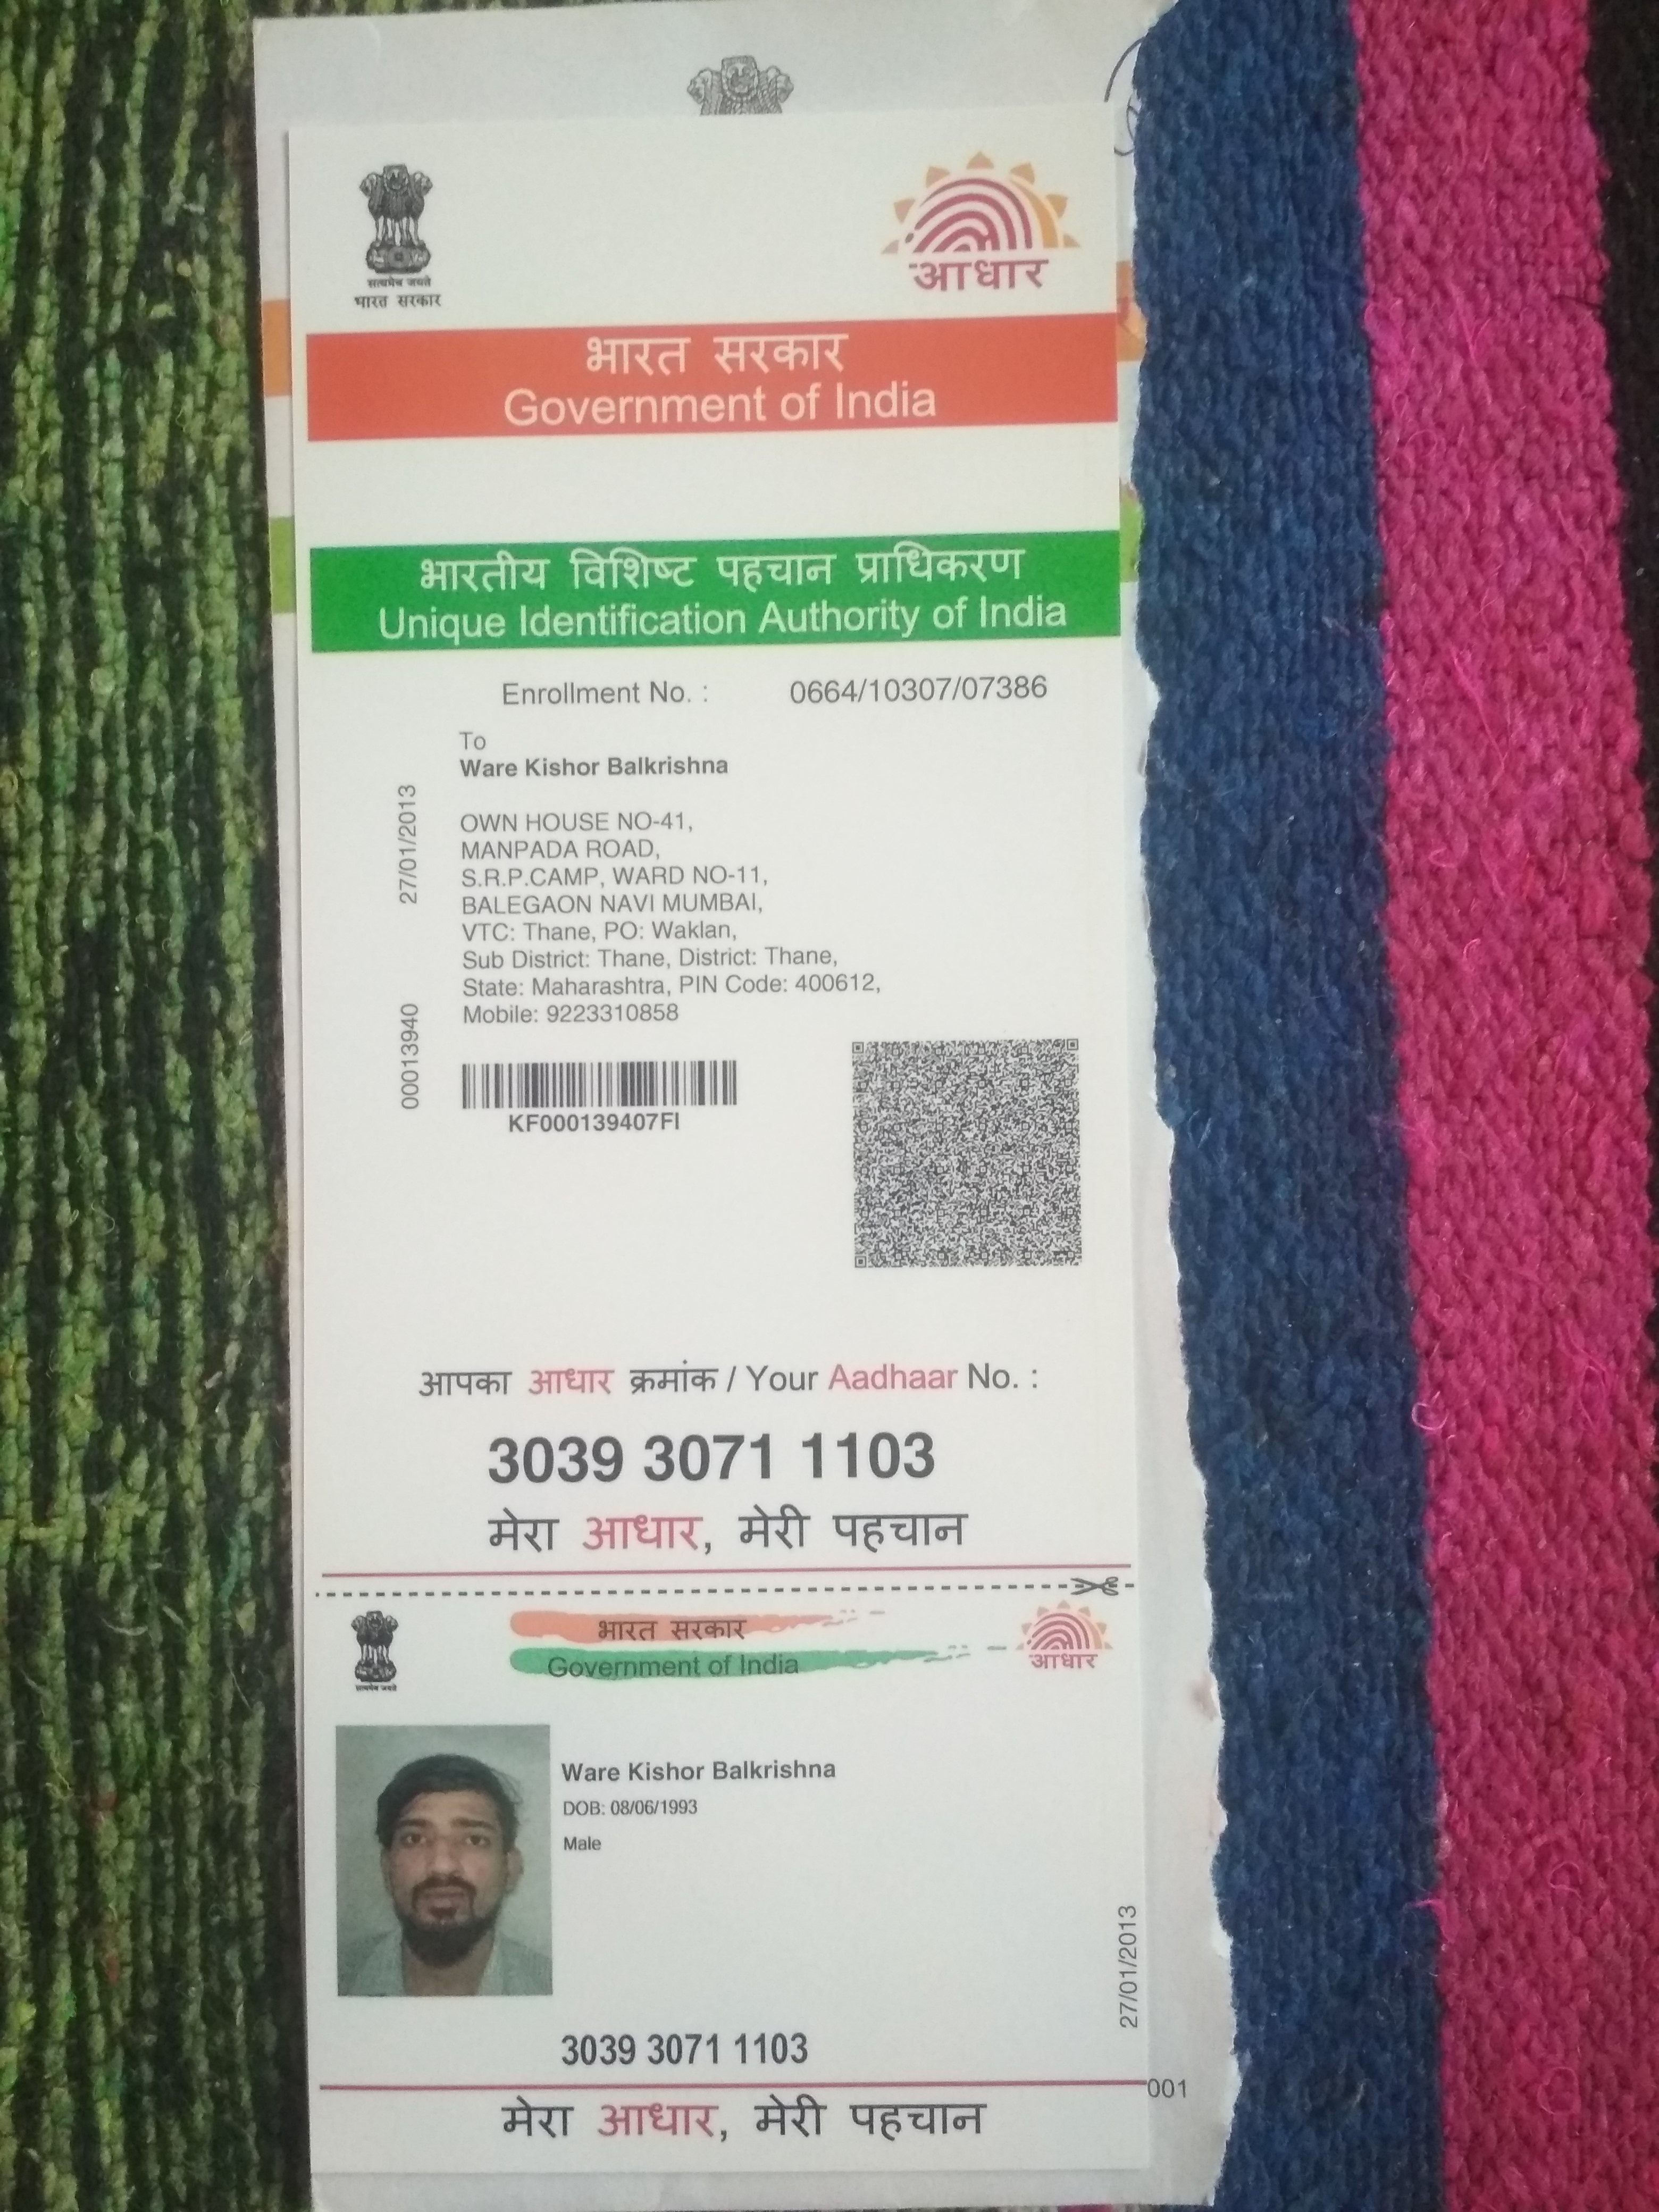 सत्यमेव जयते
भारत सरकार
आधार
भारत सरकार
Government of India
भारतीय विशिष्ट पहचान प्राधिकरण
Unique Identification Authority of India
Enrollment No. : 0664/10307/07386
To
Ware Kishor Balkrishna
OWN HOUSE NO-41,
MANPADA ROAD,
S.R.P.CAMP, WARD NO-11,
BALEGAON NAVI MUMBAI,
VTC: Thane, PO: Waklan,
Sub District: Thane, District: Thane,
State: Maharashtra, PIN Code: 400612,
Mobile: 9223310858
27/01/2013
00013940
KF000139407FI
आपका आधार क्रमांक / Your Aadhaar No. :
3039 3071 1103
मेरा आधार, मेरी पहचान
सत्यमेव जयते
भारत सरकार
Government of India
आधार
Ware Kishor Balkrishna
DOB: 08/06/1993
Male
27/01/2013
3039 3071 1103
001
मेरा आधार, मेरी पहचान